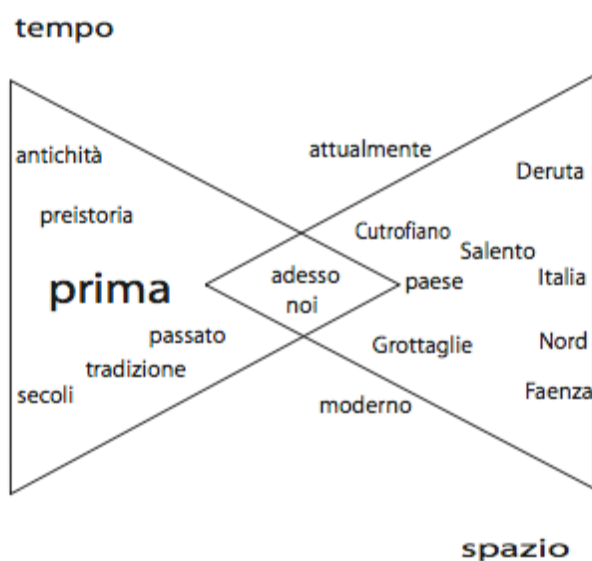 tempo
antichità
attualmente
Deruta
preistoria
Cutrofiano
Salento
prima
adesso
noi
paese
Italia
passato
Grottaglie
Nord
tradizione
secoli
moderno
Faenza
spazio